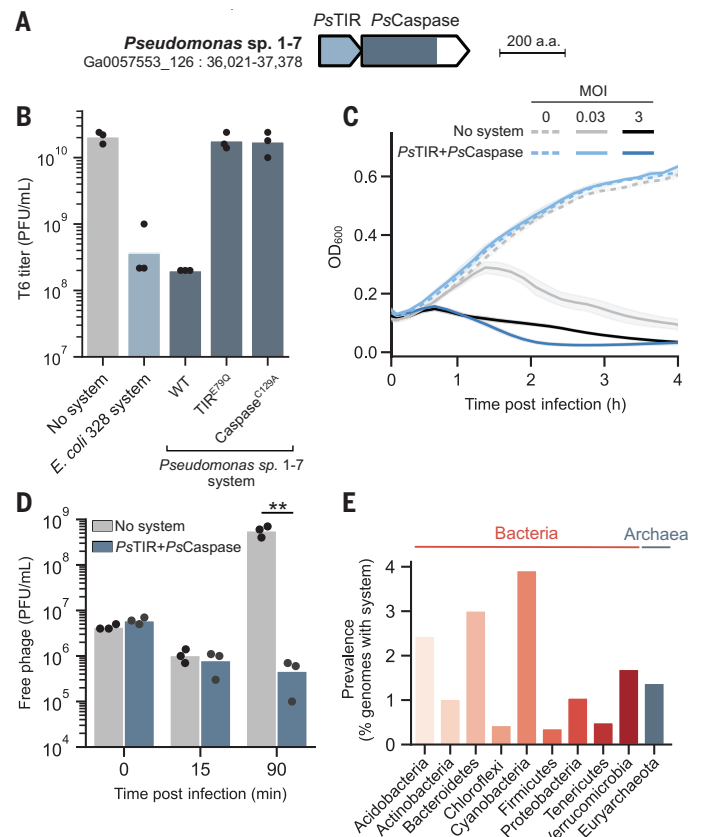 A
PsTIR PsCaspase
Pseudomonas sp. 1-7
Ga0057553_126 : 36,021-37,378
200 a.a.
B
T6 titer (PFU/mL)
10^10
10^9
10^8
10^7
No system
E. coli 328 system
WT
TIR^E79Q
Caspase^C129A
Pseudomonas sp. 1-7
system
C
MOI
0 0.03 3
No system
PsTIR+PsCaspase
OD600
0.6
0.4
0.2
0.0
0 1 2 3 4
Time post infection (h)
D
No system
PsTIR+PsCaspase
**
Free phage (PFU/mL)
10^9
10^8
10^7
10^6
10^5
10^4
0 15 90
Time post infection (min)
E
Bacteria Archaea
Prevalence
(% genomes with system)
4
3
2
1
0
Acidobacteria
Actinobacteria
Bacteroidetes
Chloroflexi
Cyanobacteria
Firmicutes
Proteobacteria
Tenericutes
Verrucomicrobia
Euryarchaeota